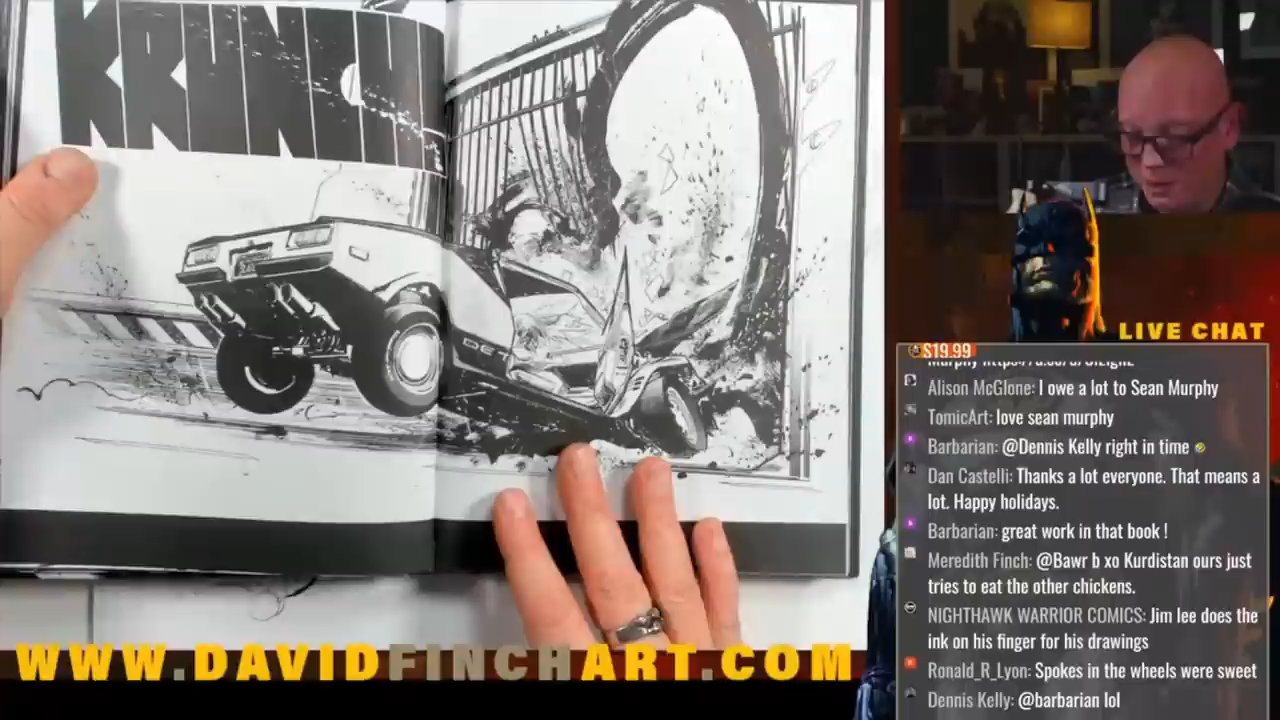 KRUNCH
DET
WWW.DAVIDFINCHART.COM
LIVE CHAT
$19.99
Alison McGlone: I owe a lot to Sean Murphy
TomicArt: love sean murphy
Barbarian: @Dennis Kelly right in time
Dan Castelli: Thanks a lot everyone. That means a
lot. Happy holidays.
Barbarian: great work in that book !
Meredith Finch: @Bawr b xo Kurdistan ours just
tries to eat the other chickens.
NIGHTHAWK WARRIOR COMICS: Jim lee does the
ink on his finger for his drawings
Ronald_R_Lyon: Spokes in the wheels were sweet
Dennis Kelly: @barbarian lol